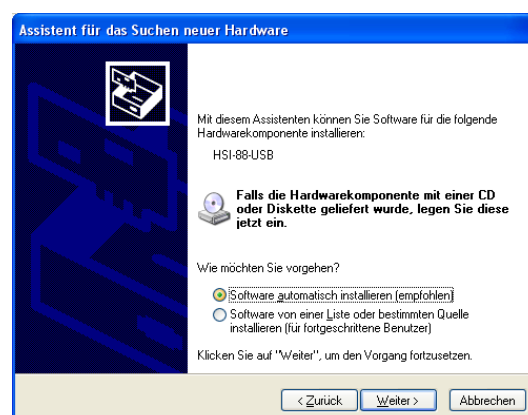 Assistent für das Suchen neuer Hardware
Mit diesem Assistenten können Sie Software für die folgende
Hardwarekomponente installieren:
HSI-88-USB
Falls die Hardwarekomponente mit einer CD
oder Diskette geliefert wurde, legen Sie diese
jetzt ein.
Wie möchten Sie vorgehen?
Software automatisch installieren (empfohlen)
Software von einer Liste oder bestimmten Quelle
installieren (für fortgeschrittene Benutzer)
Klicken Sie auf "Weiter", um den Vorgang fortzusetzen.
< Zurück Weiter > Abbrechen